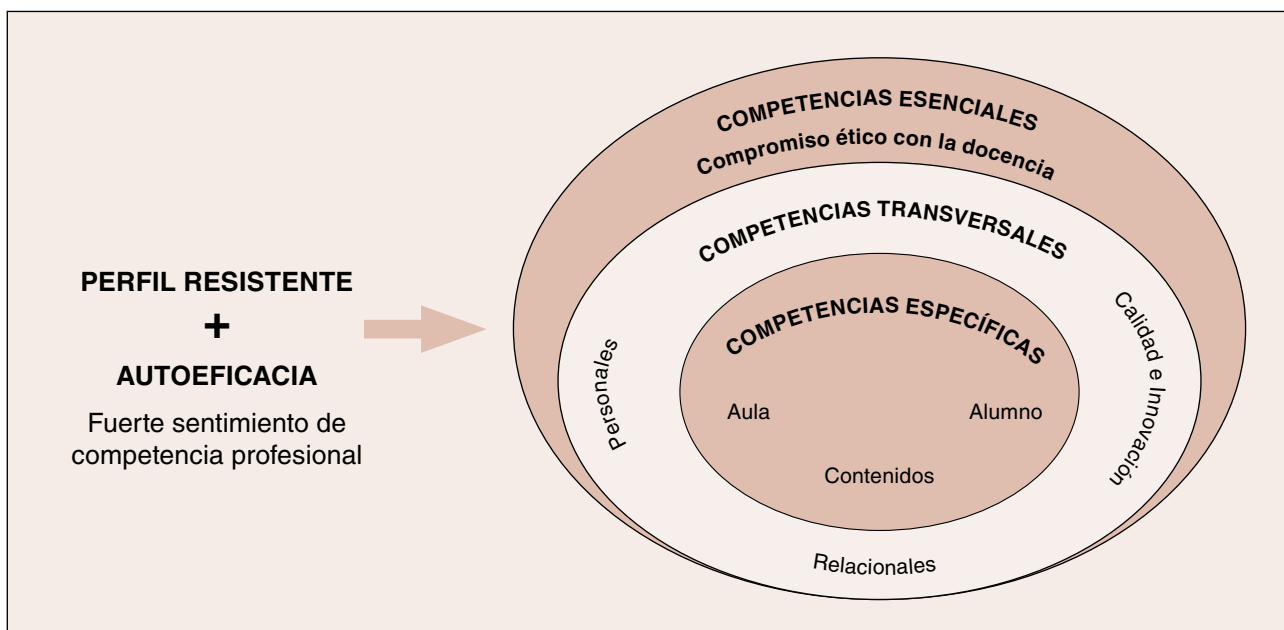 PERFIL RESISTENTE
+
AUTOEFICACIA
Fuerte sentimiento de
competencia profesional
COMPETENCIAS ESENCIALES
Compromiso ético con la docencia
COMPETENCIAS TRANSVERSALES
Personales
Calidad e Innovación
Relacionales
COMPETENCIAS ESPECÍFICAS
Aula
Alumno
Contenidos